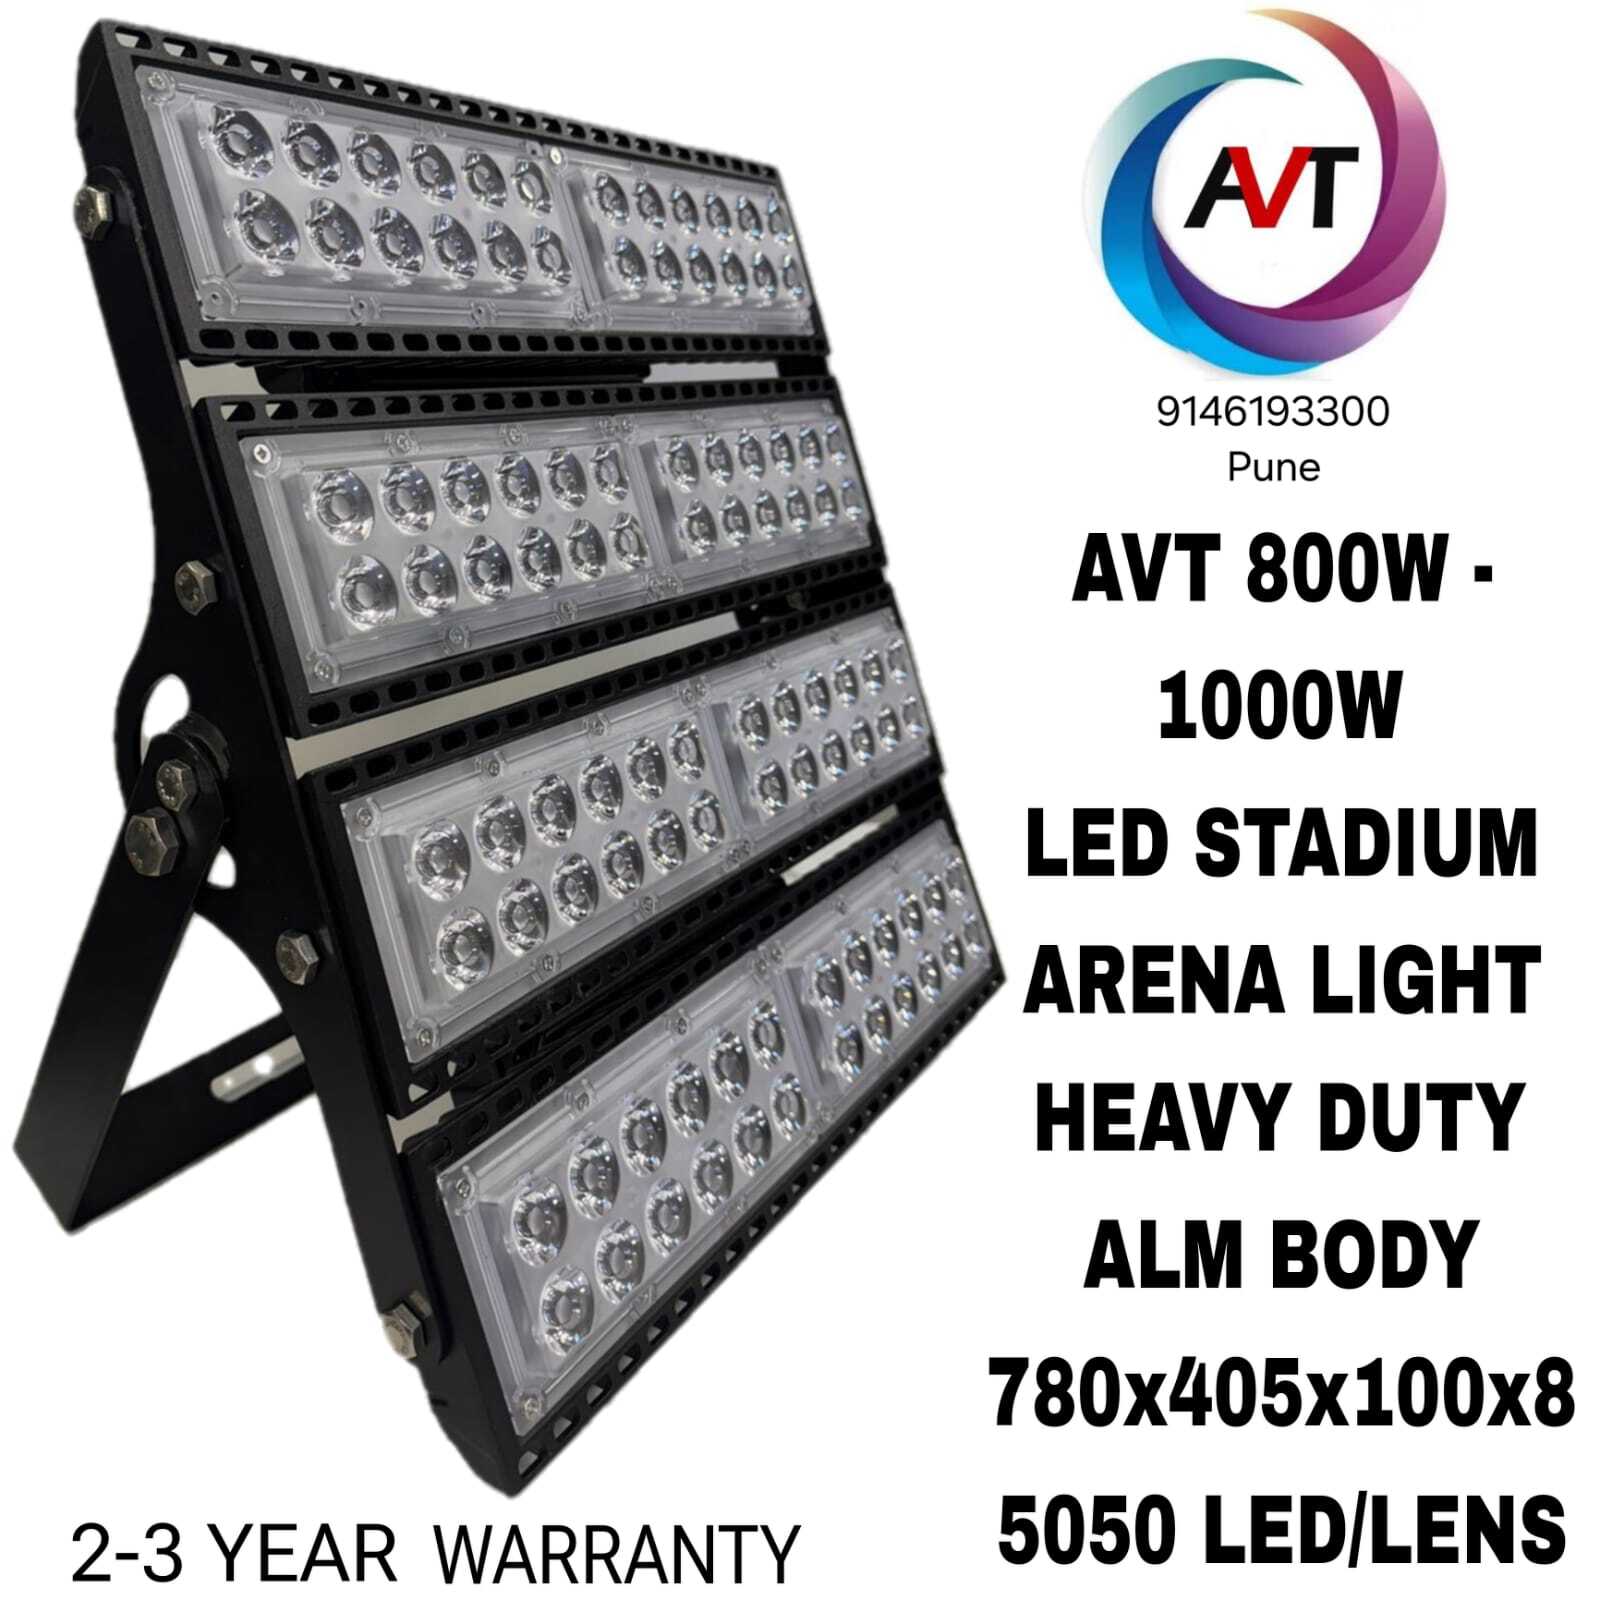 AVT
9146193300
Pune
AVT 800W -
1000W
LED STADIUM
ARENA LIGHT
HEAVY DUTY
ALM BODY
780x405x100x8
5050 LED/LENS
2-3 YEAR WARRANTY